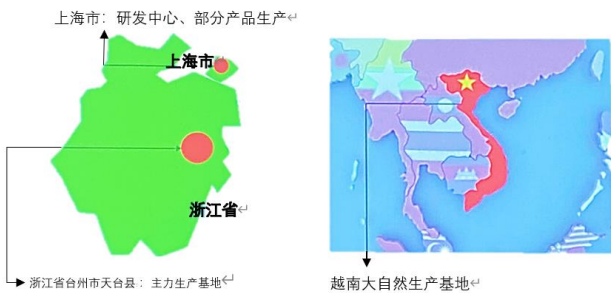 上海市：研发中心、部分产品生产
上海市
浙江省
浙江省台州市天台县：主力生产基地
越南大自然生产基地